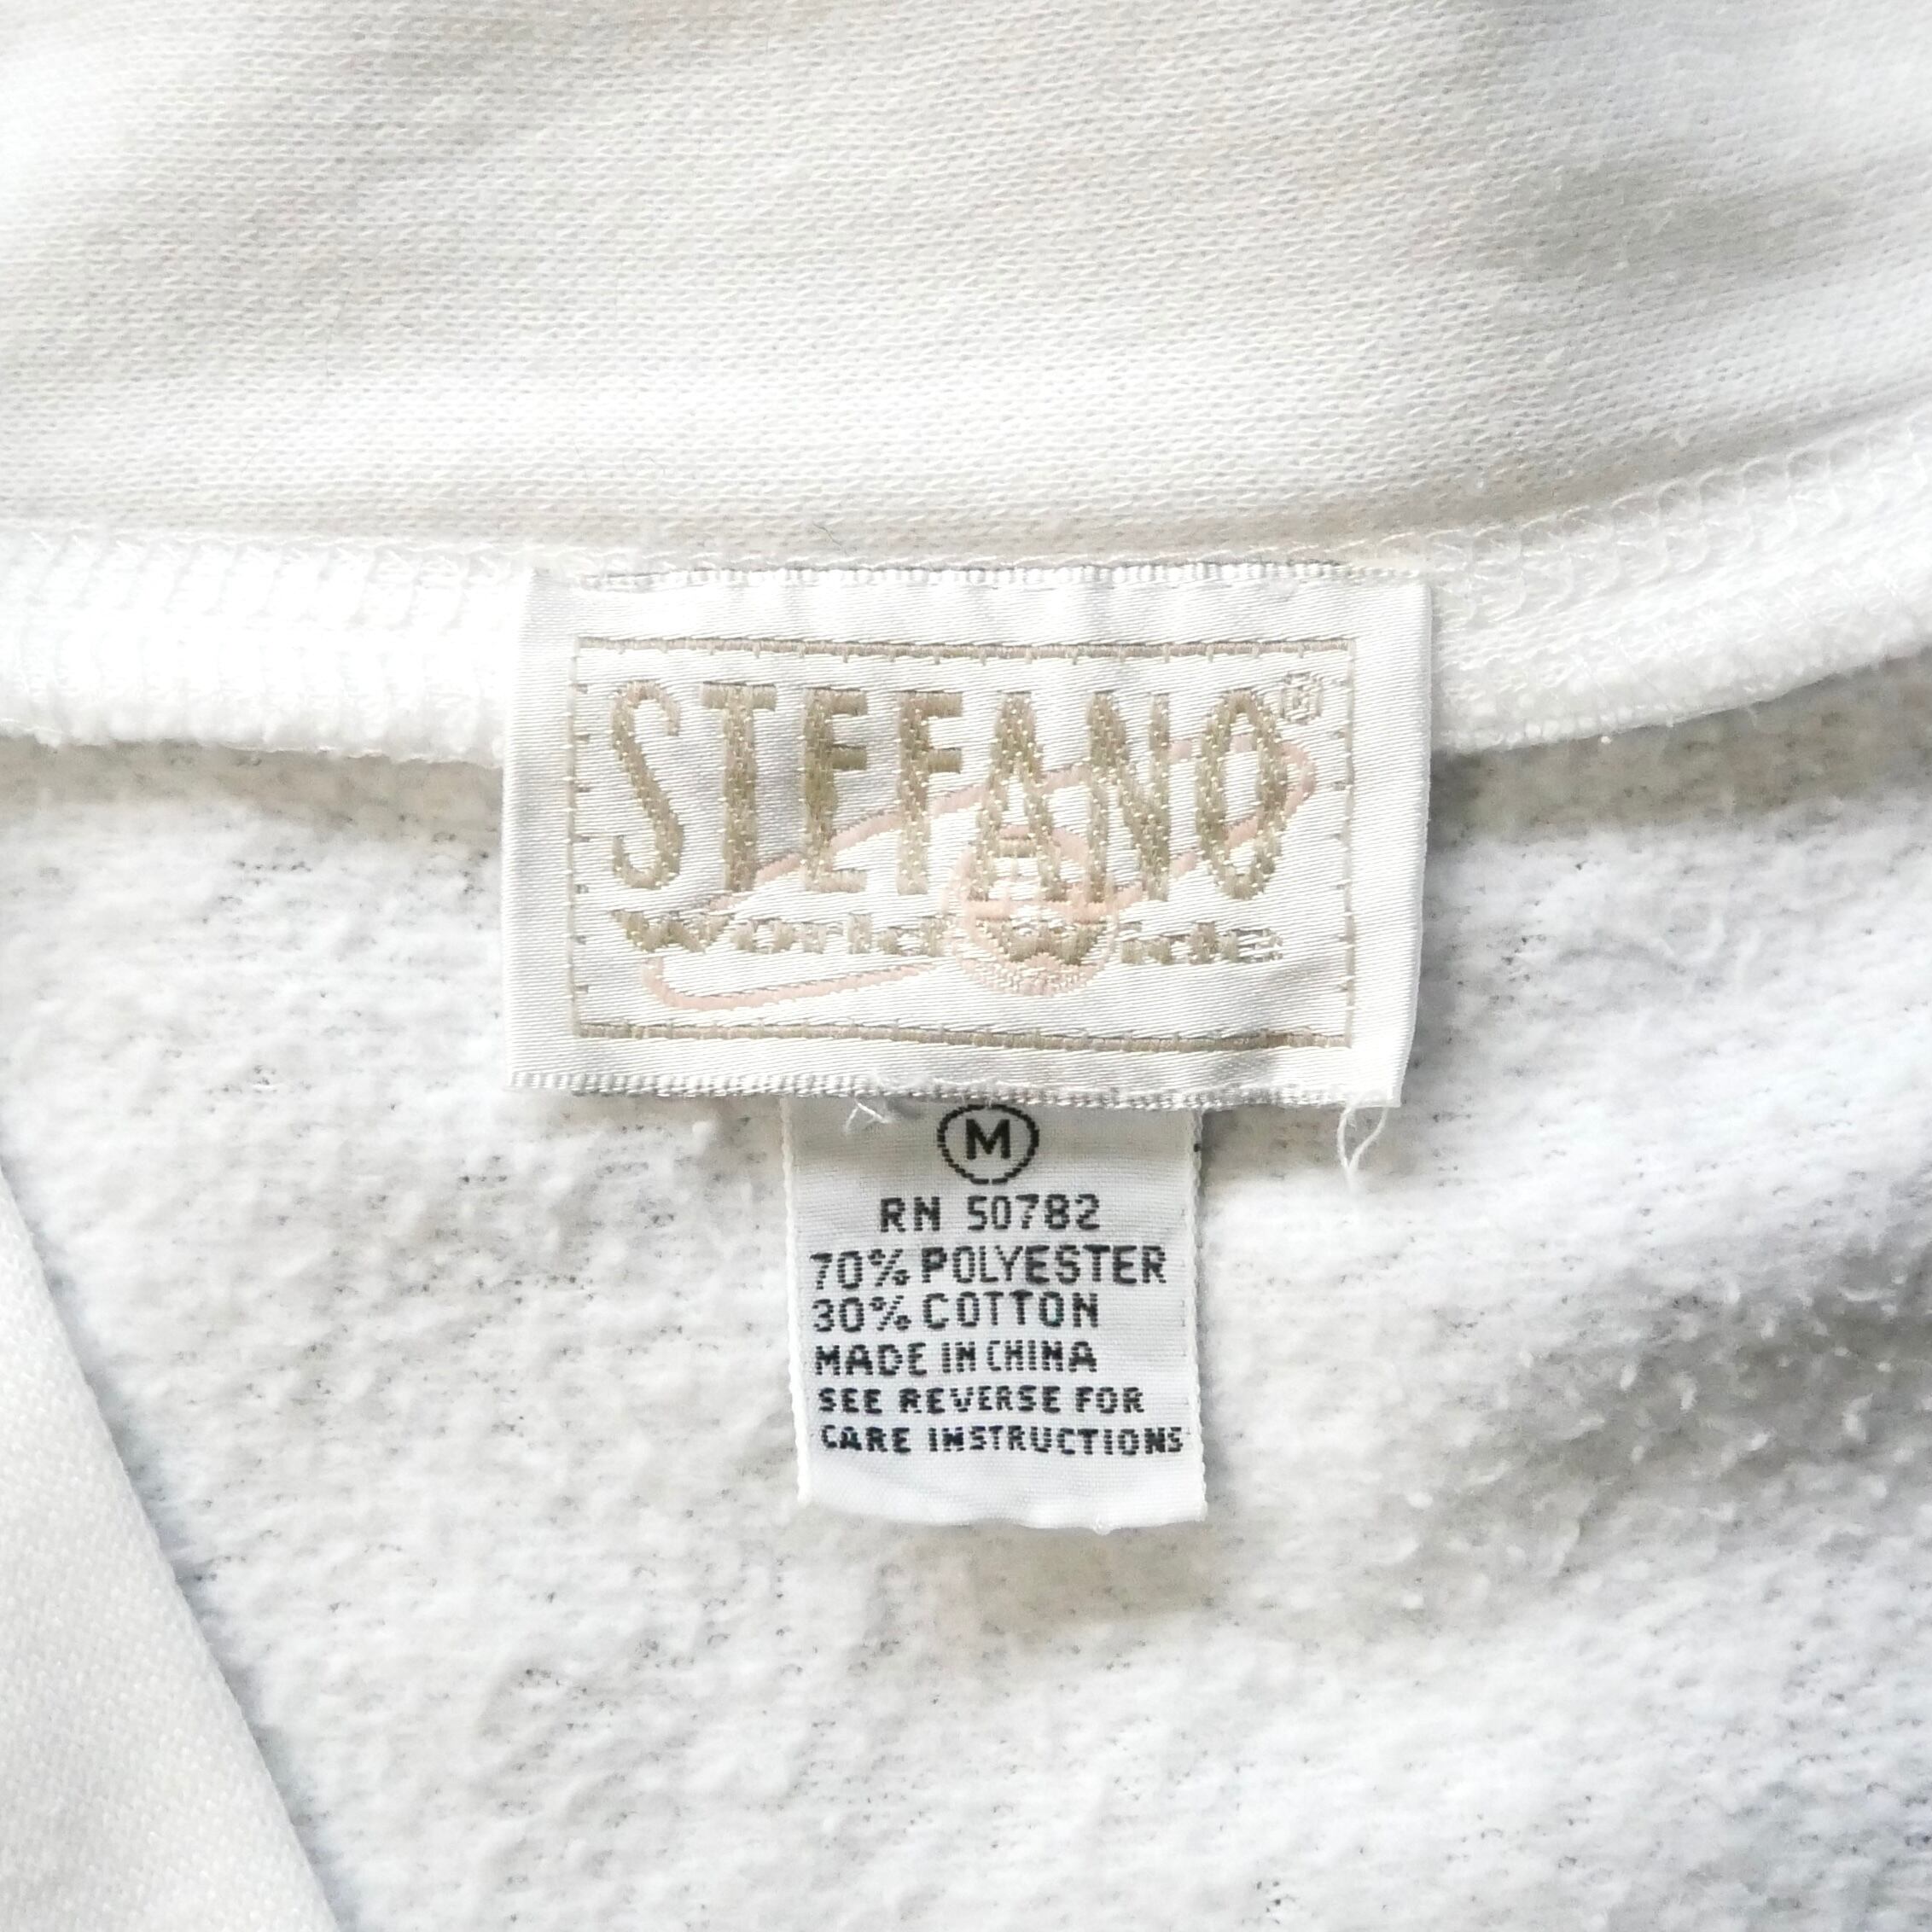 STEFANO®
World Wide
M
RN 50782
70% POLYESTER
30% COTTON
MADE IN CHINA
SEE REVERSE FOR
CARE INSTRUCTIONS